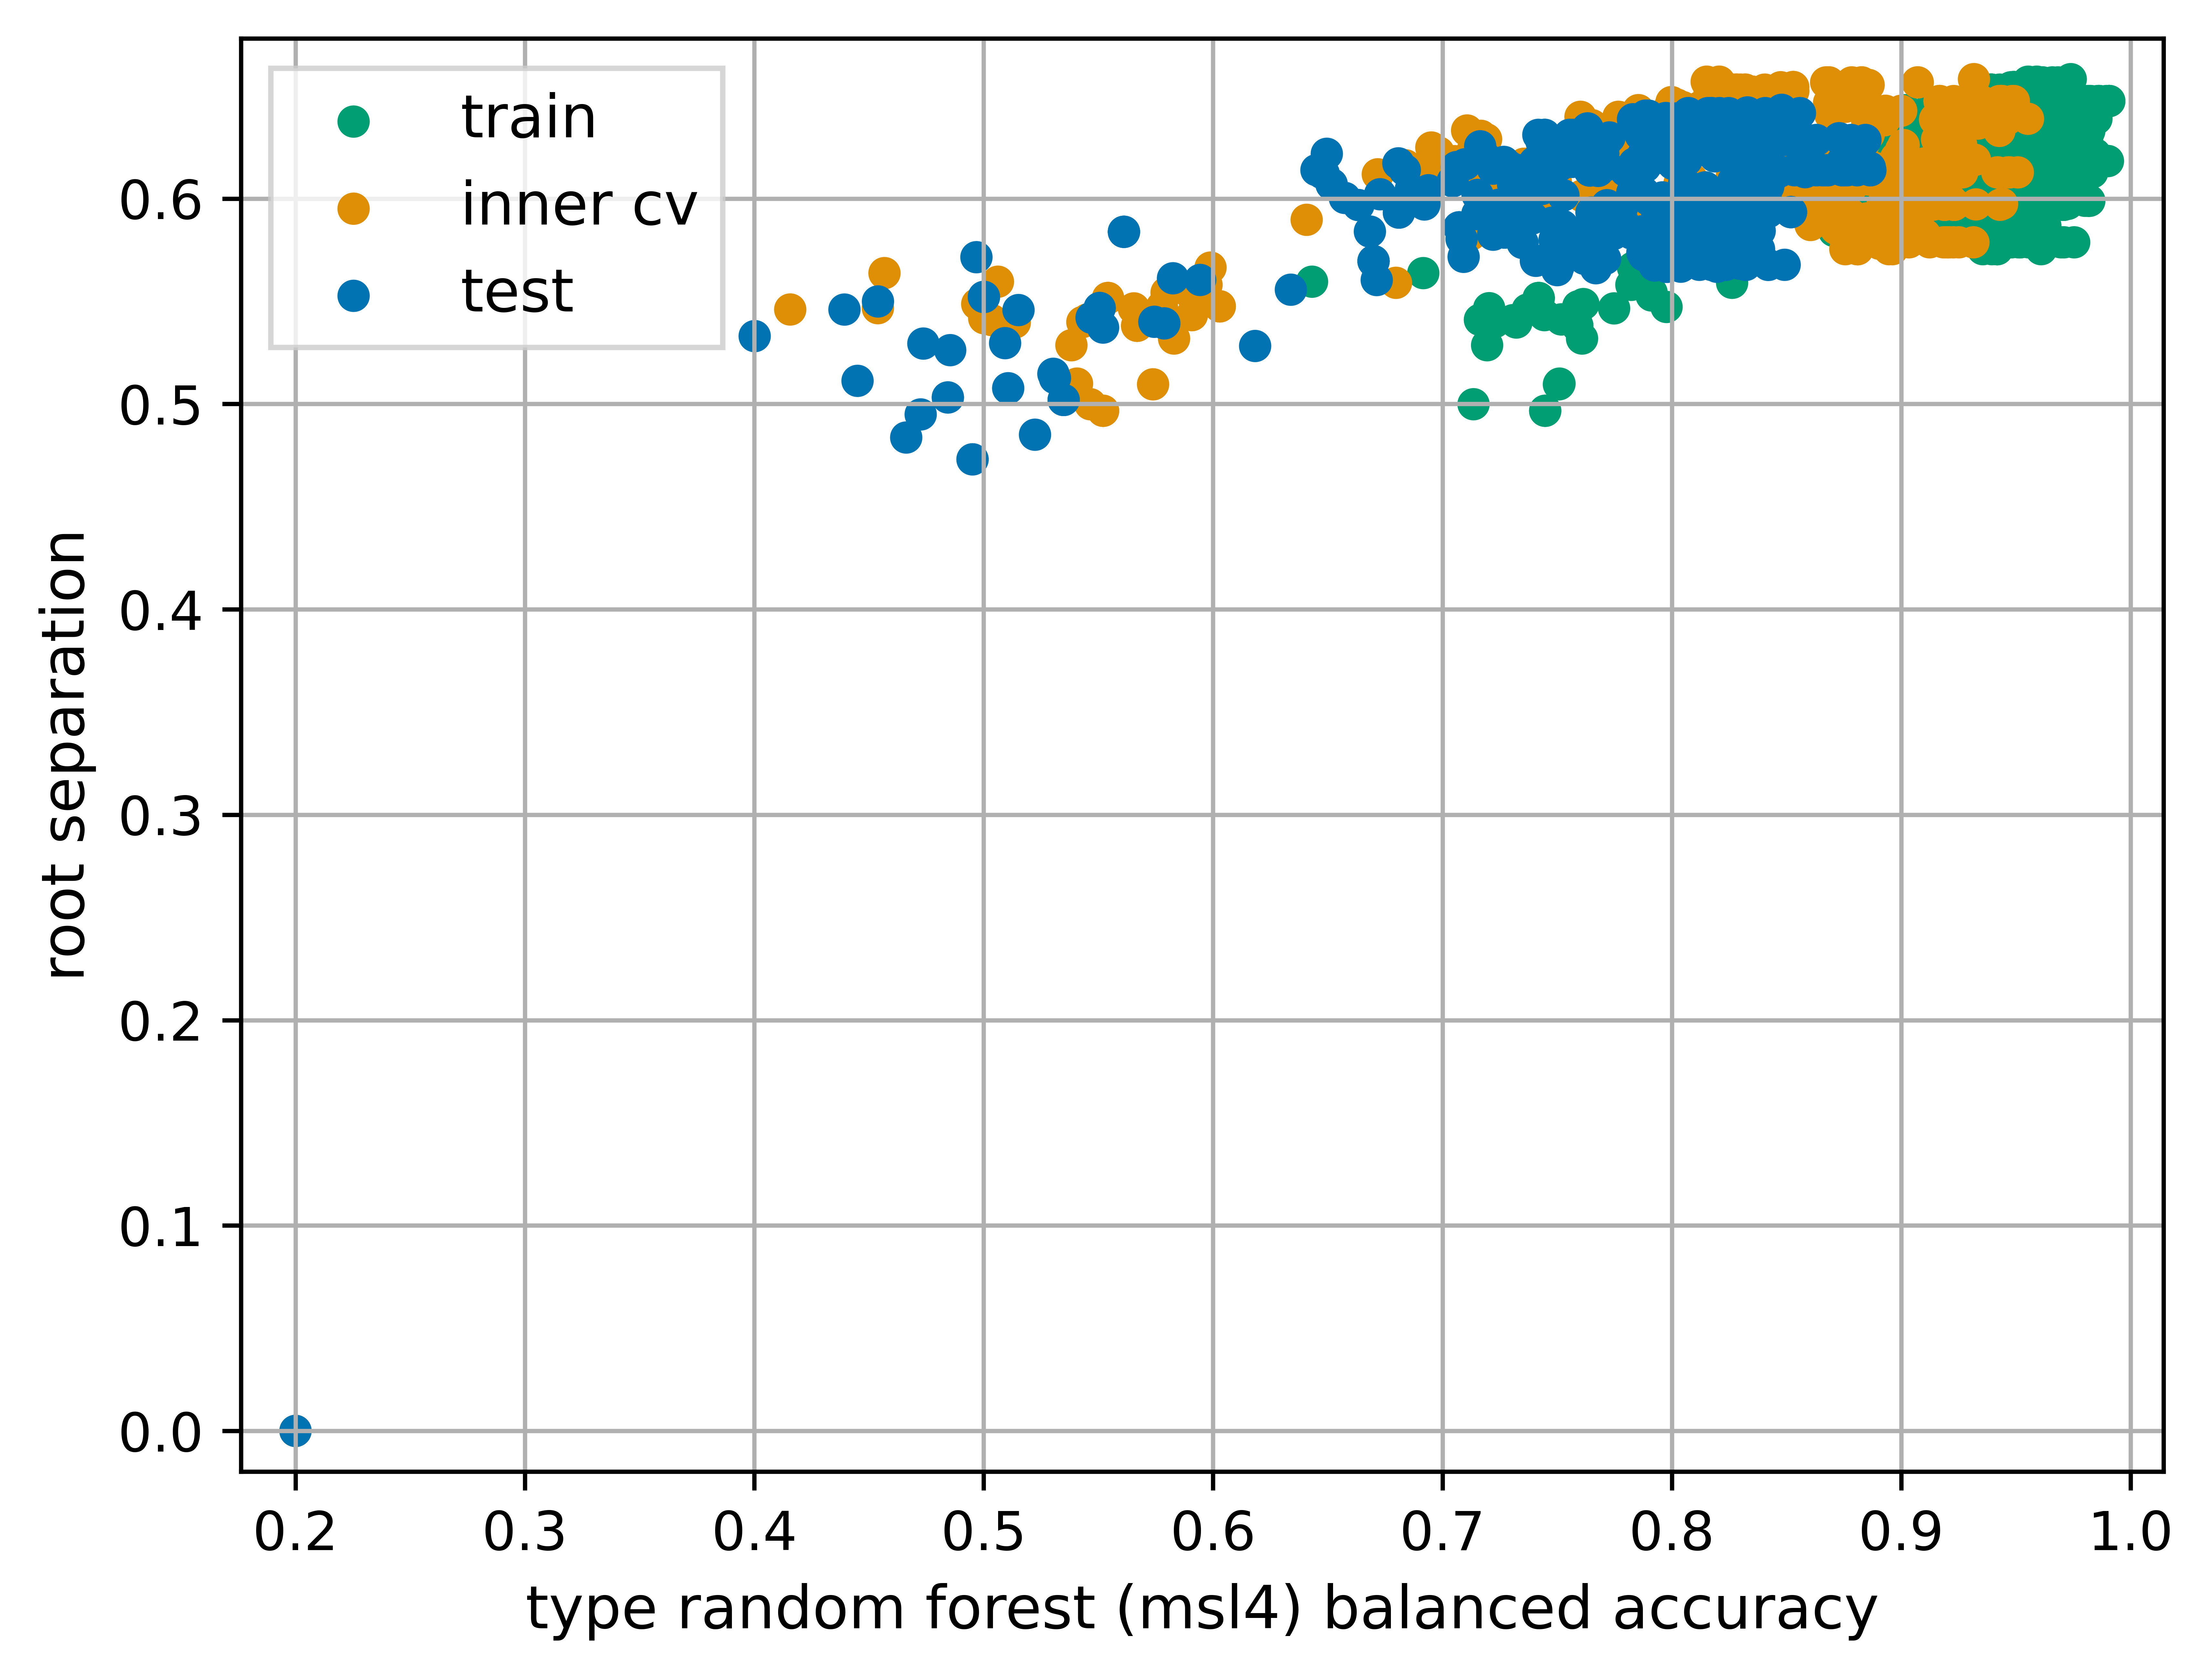 train
inner cv
test
root separation
0.6
0.5
0.4
0.3
0.2
0.1
0.0
0.2 0.3 0.4 0.5 0.6 0.7 0.8 0.9 1.0
type random forest (msl4) balanced accuracy